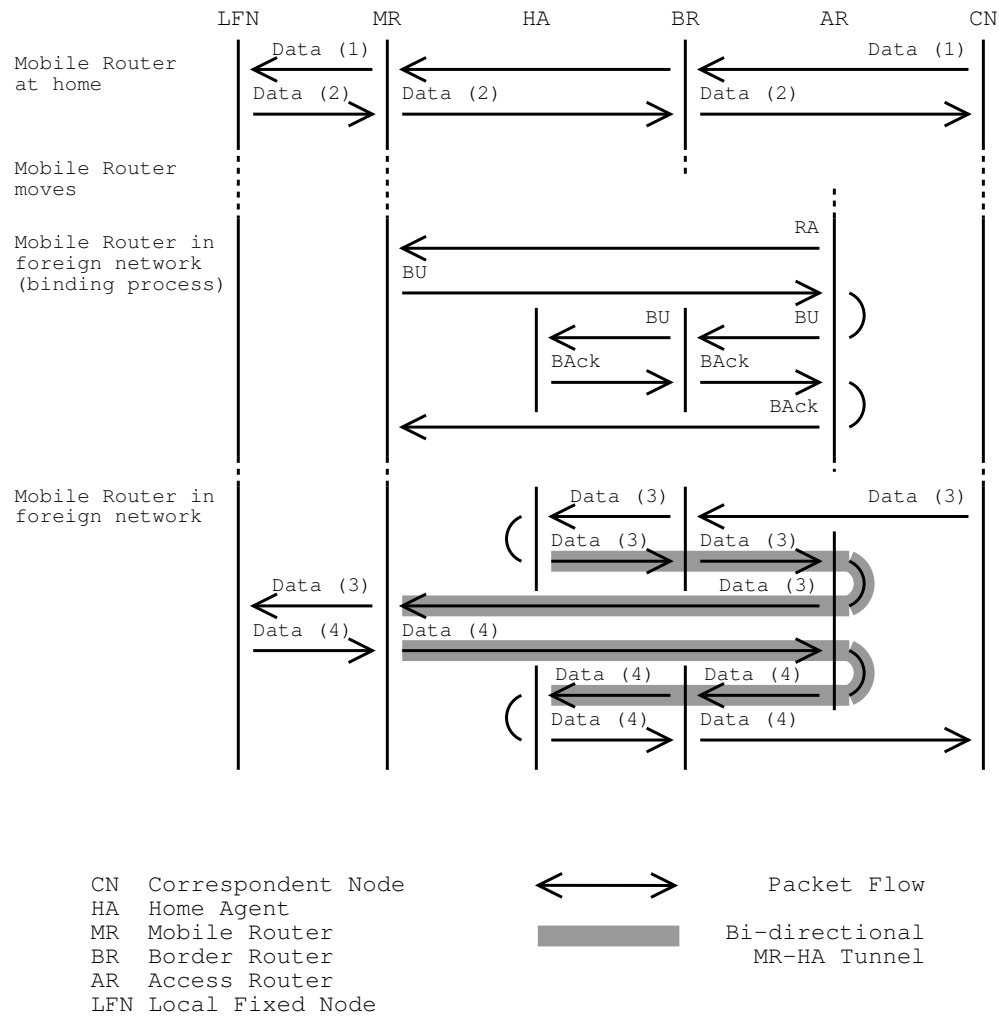 LFN MR HA BR AR CN
Data (1) Data (1)
Mobile Router
at home
Data (2) Data (2) Data (2)
Mobile Router
moves
RA
Mobile Router in
foreign network
(binding process)
BU
BU BU
BAck BAck
BAck
Mobile Router in
foreign network
Data (3) Data (3)
Data (3) Data (3)
Data (3) Data (3)
Data (4) Data (4)
Data (4) Data (4)
Data (4) Data (4)
CN Correspondent Node
HA Home Agent
MR Mobile Router
BR Border Router
AR Access Router
LFN Local Fixed Node
Packet Flow
Bi-directional
MR-HA Tunnel